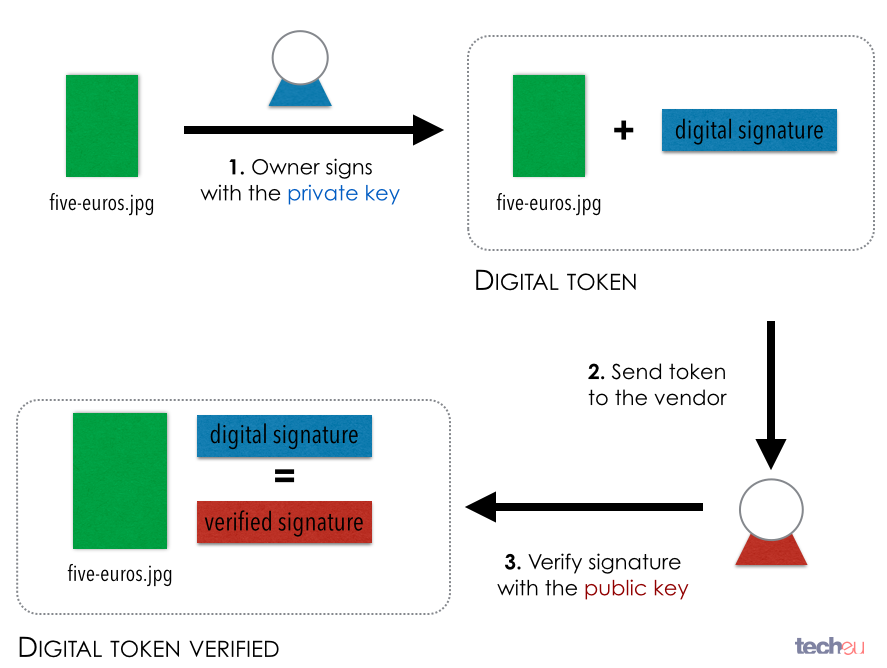 five-euros.jpg
1. Owner signs
with the private key
five-euros.jpg
+
digital signature
DIGITAL TOKEN
2. Send token
to the vendor
digital signature
=
verified signature
five-euros.jpg
3. Verify signature
with the public key
DIGITAL TOKEN VERIFIED
techeu